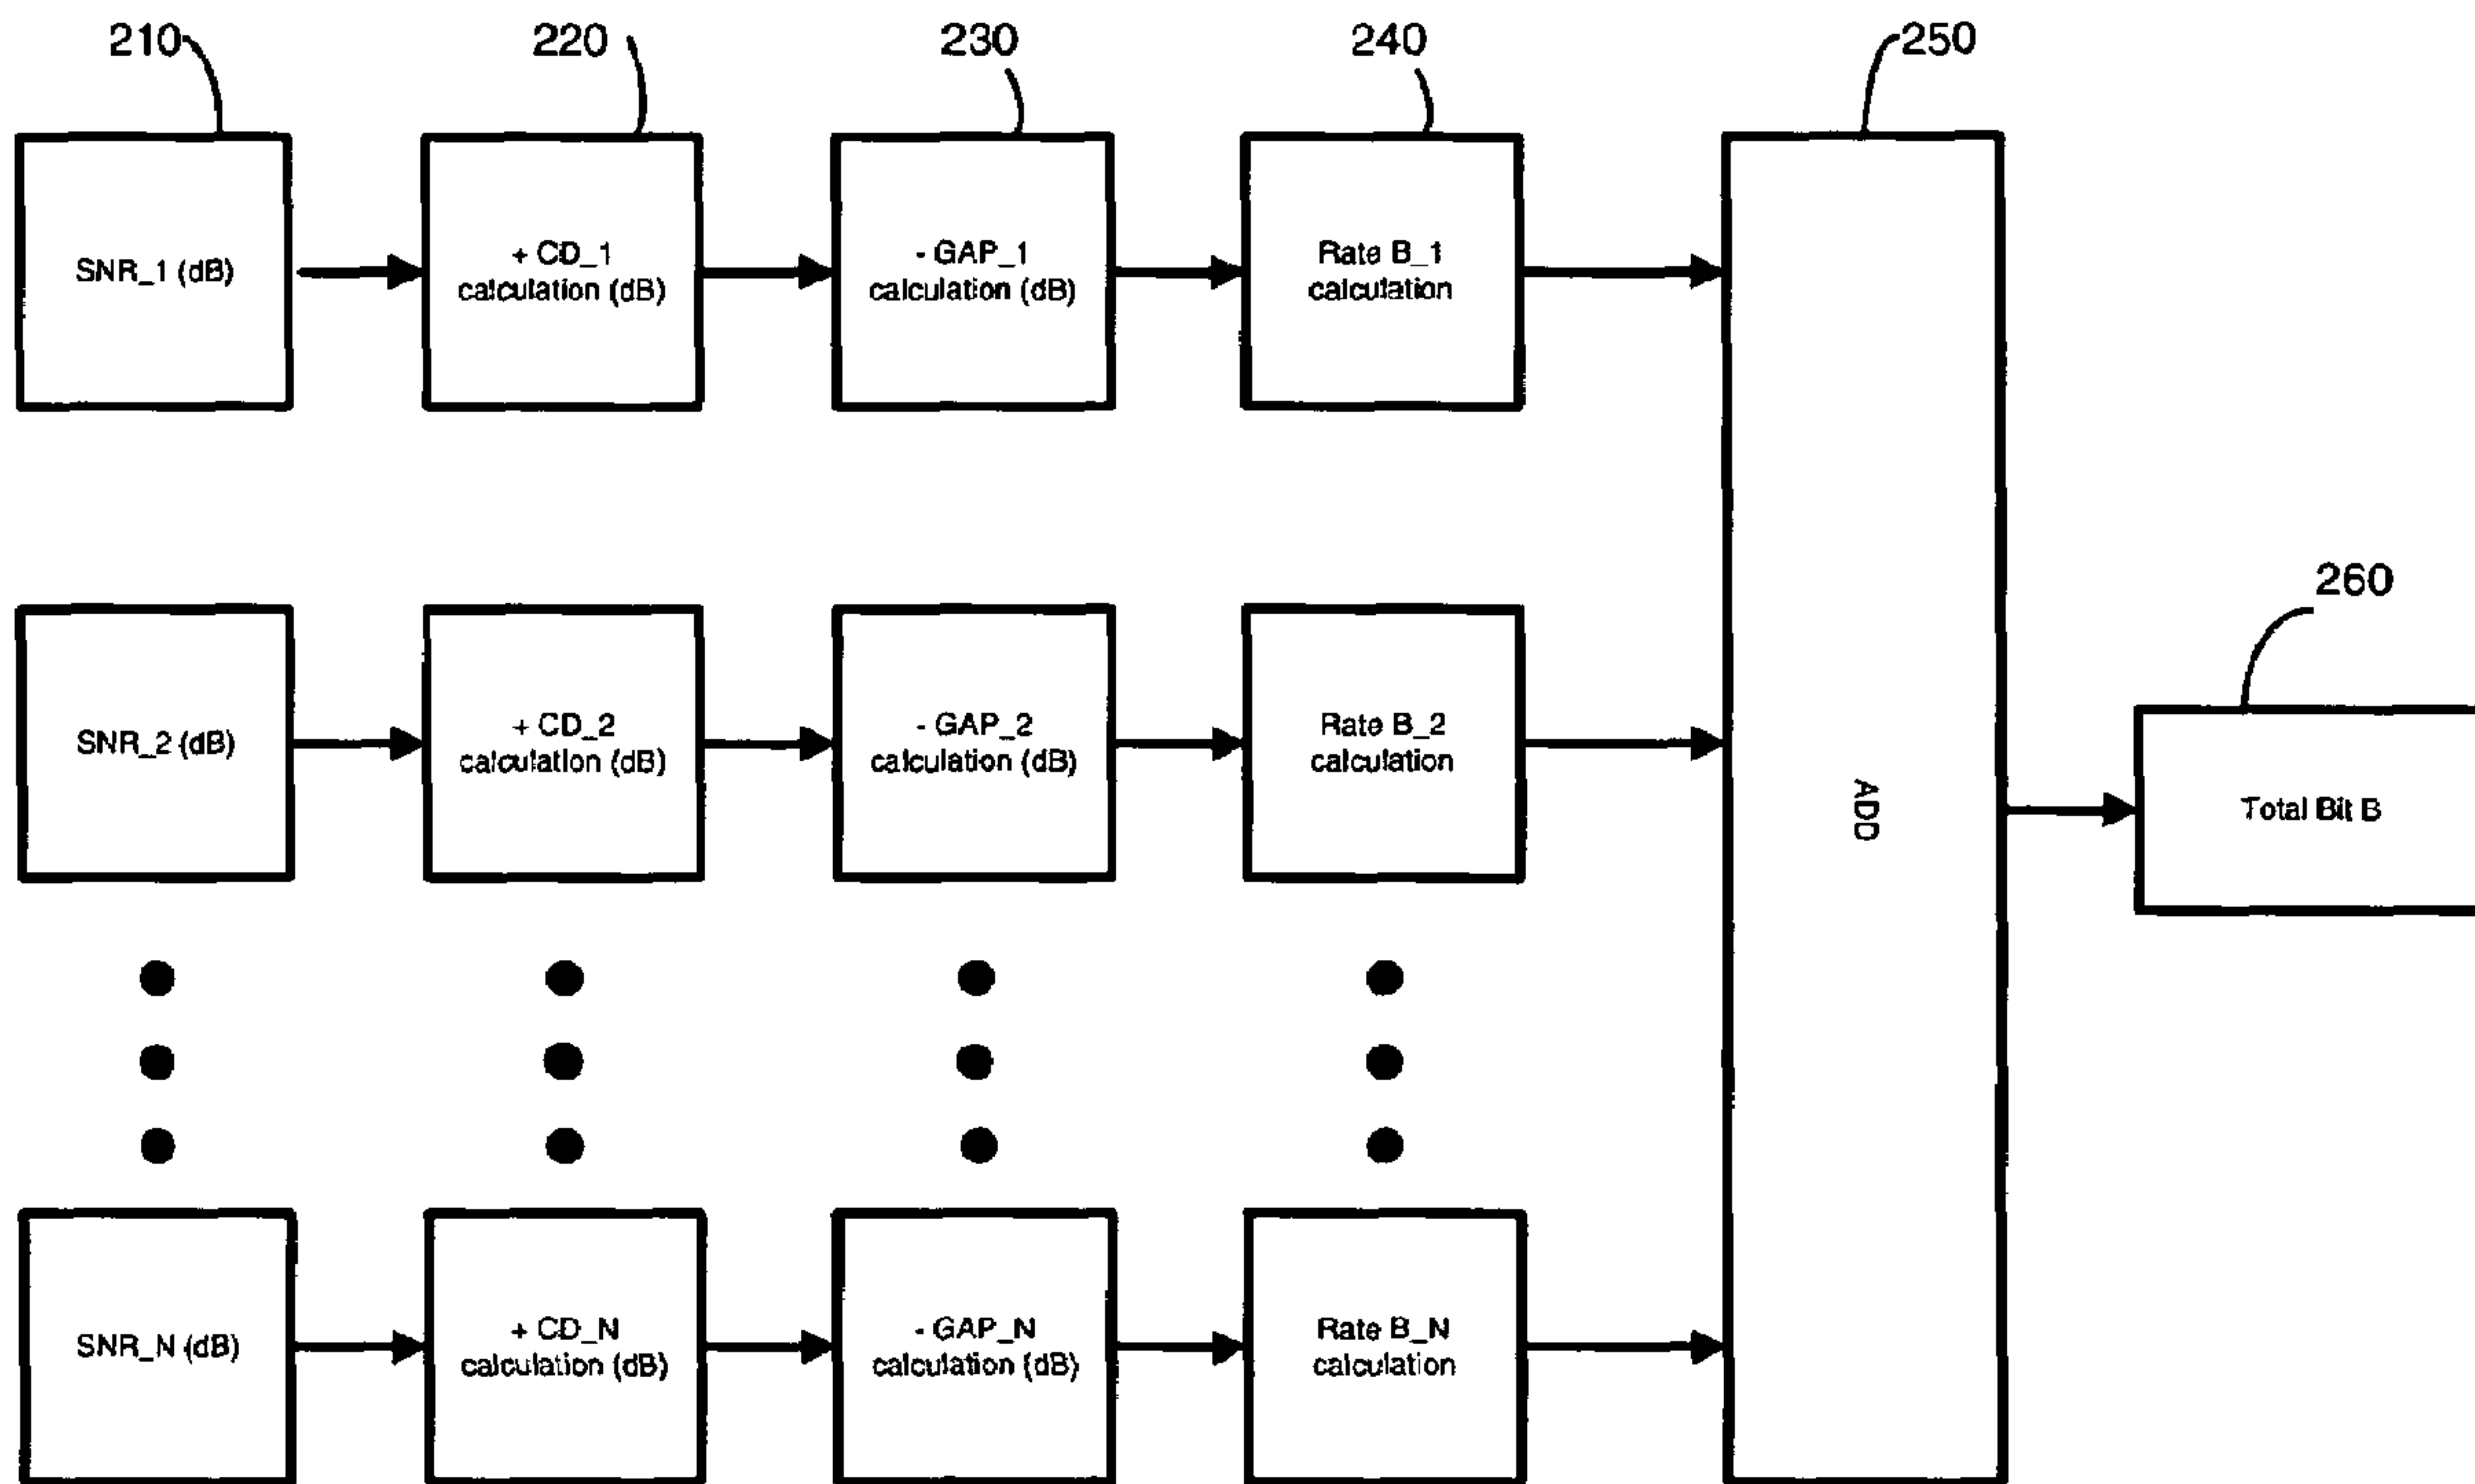 210
220
230
240
250
SNR_1 (dB)
+ CD_1
calculation (dB)
- GAP_1
calculation (dB)
Rate B_1
calculation
260
SNR_2 (dB)
+ CD_2
calculation (dB)
- GAP_2
calculation (dB)
Rate B_2
calculation
ADD
Total Bit B
SNR_N (dB)
+ CD_N
calculation (dB)
- GAP_N
calculation (dB)
Rate B_N
calculation